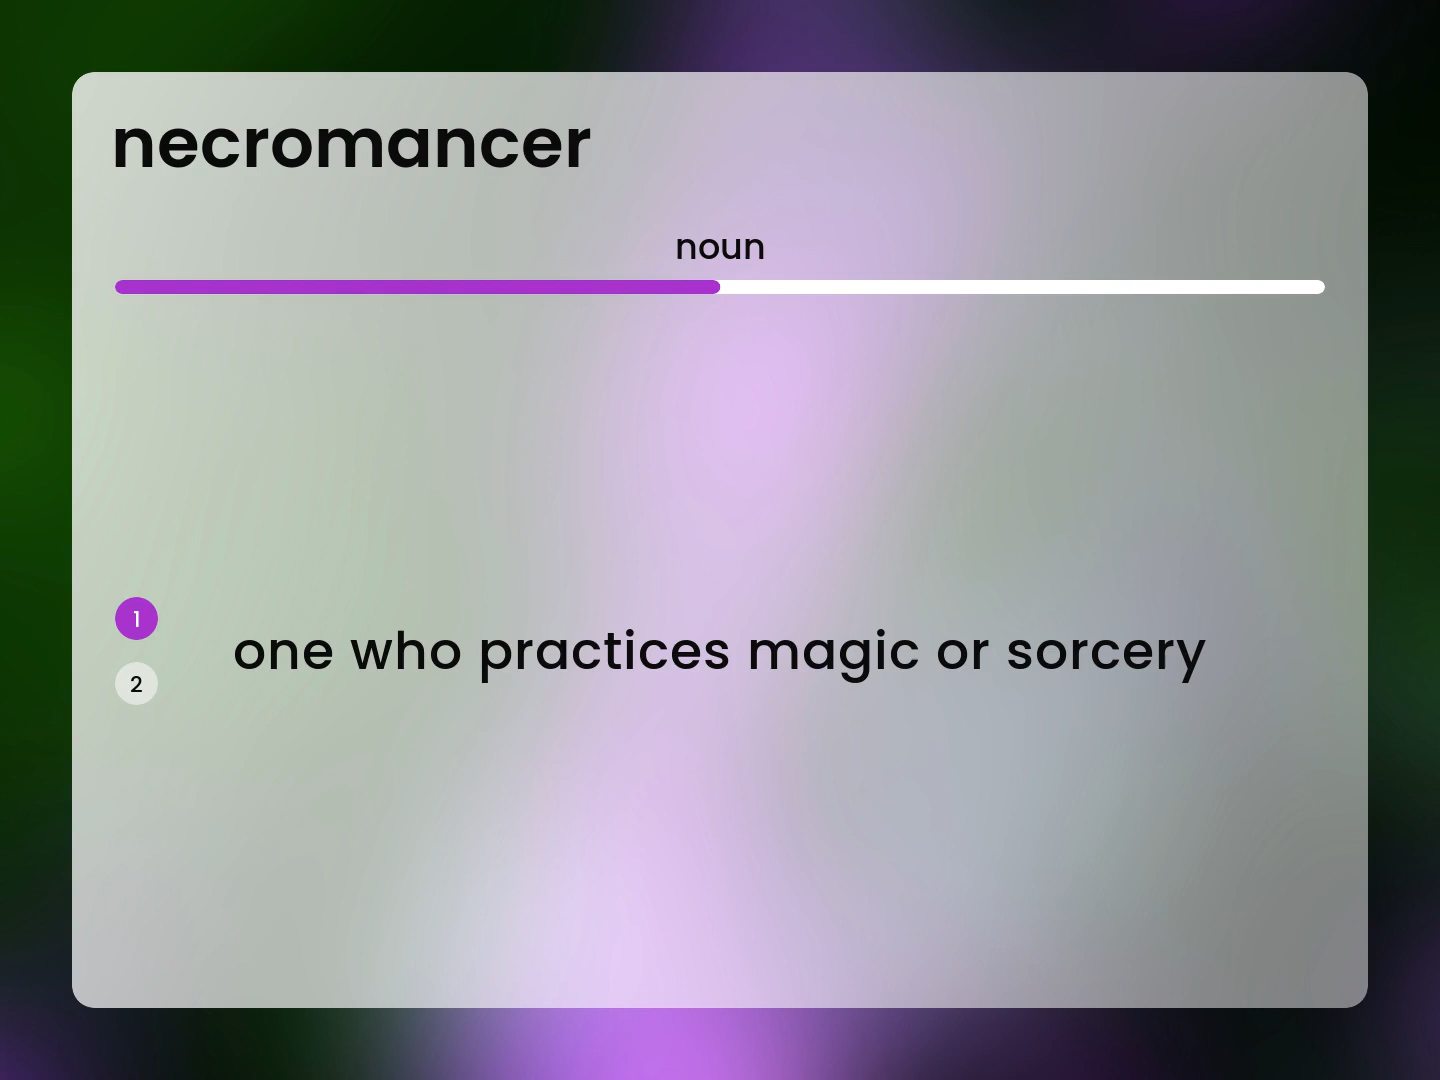 necromancer
noun
1
one who practices magic or sorcery
2